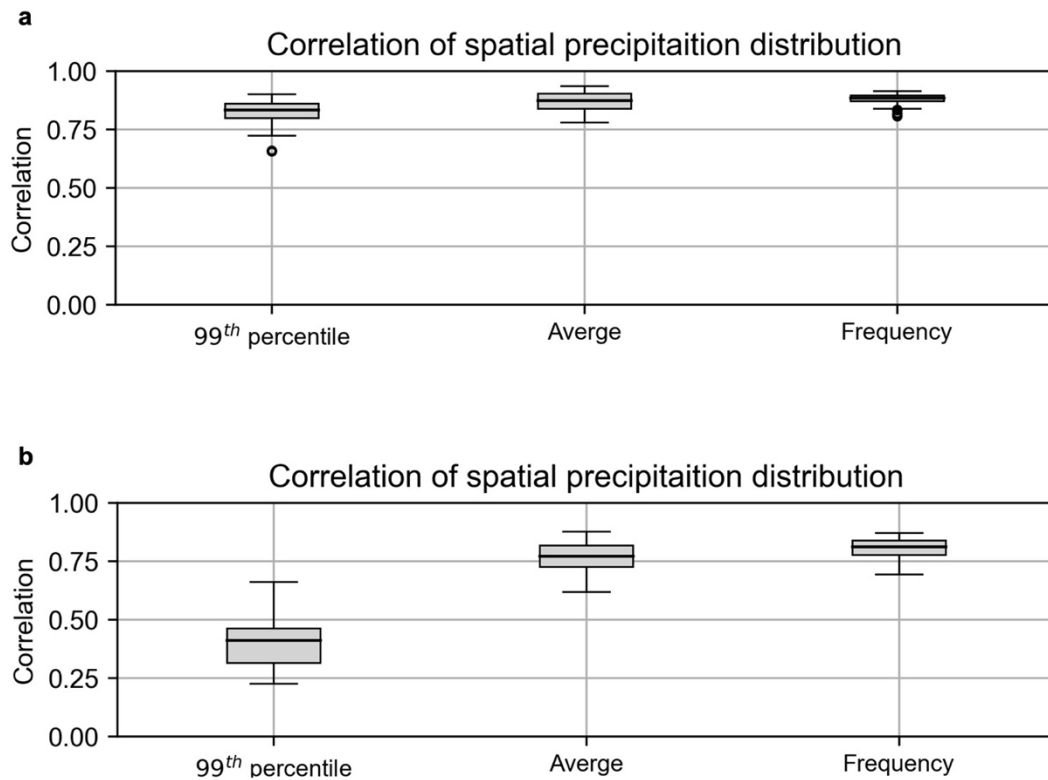 a
Correlation of spatial precipitaition distribution
1.00
0.75
0.50
0.25
0.00
Correlation
99th percentile
Averge
Frequency
b
Correlation of spatial precipitaition distribution
1.00
0.75
0.50
0.25
0.00
Correlation
99th percentile
Averge
Frequency